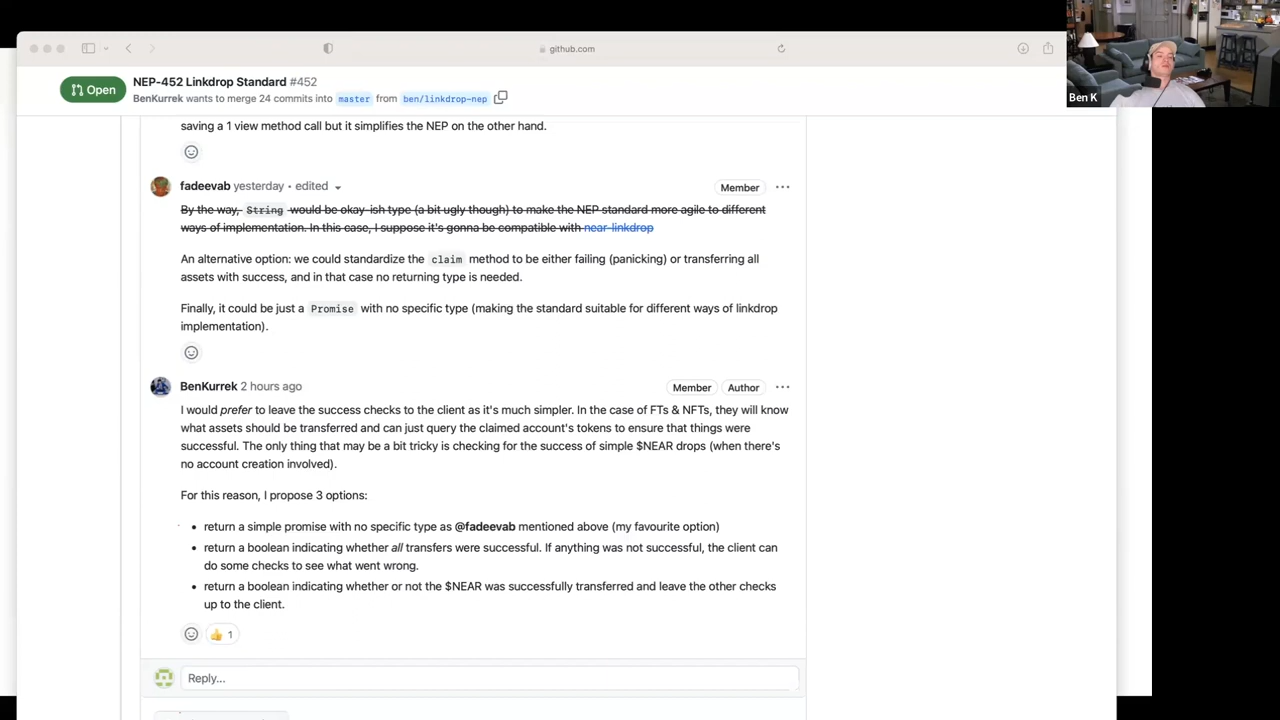 github.com
Open
NEP-452 Linkdrop Standard #452
BenKurrek wants to merge 24 commits into master from ben/linkdrop-nep
Ben K
saving a 1 view method call but it simplifies the NEP on the other hand.
fadeevab yesterday • edited
Member
By the way, String would be okay-ish type (a bit ugly though) to make the NEP standard more agile to different
ways of implementation. In this case, I suppose it's gonna be compatible with near-linkdrop
An alternative option: we could standardize the claim method to be either failing (panicking) or transferring all
assets with success, and in that case no returning type is needed.
Finally, it could be just a Promise with no specific type (making the standard suitable for different ways of linkdrop
implementation).
BenKurrek 2 hours ago
Member Author
I would prefer to leave the success checks to the client as it's much simpler. In the case of FTs & NFTs, they will know
what assets should be transferred and can just query the claimed account's tokens to ensure that things were
successful. The only thing that may be a bit tricky is checking for the success of simple $NEAR drops (when there's
no account creation involved).
For this reason, I propose 3 options:
• return a simple promise with no specific type as @fadeevab mentioned above (my favourite option)
• return a boolean indicating whether all transfers were successful. If anything was not successful, the client can
do some checks to see what went wrong.
• return a boolean indicating whether or not the $NEAR was successfully transferred and leave the other checks
up to the client.
👍 1
Reply...